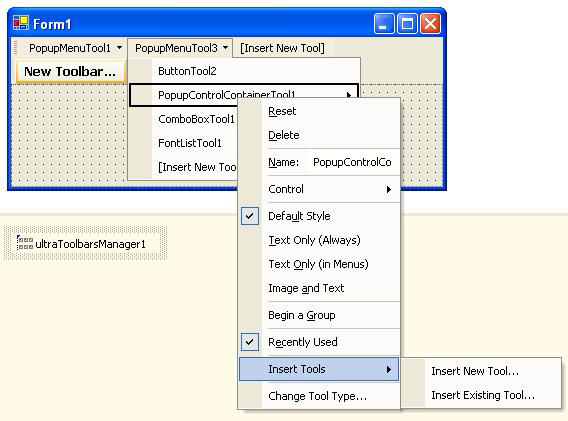 Form1
PopupMenuTool1 PopupMenuTool3 [Insert New Tool]
New Toolbar...
ButtonTool2
PopupControlContainerTool1
ComboBoxTool1
FontListTool1
[Insert New Too
Reset
Delete
Name: PopupControlCo
Control
Default Style
Text Only (Always)
Text Only (in Menus)
Image and Text
Begin a Group
Recently Used
Insert Tools
Change Tool Type...
Insert New Tool...
Insert Existing Tool...
ultraToolbarsManager1